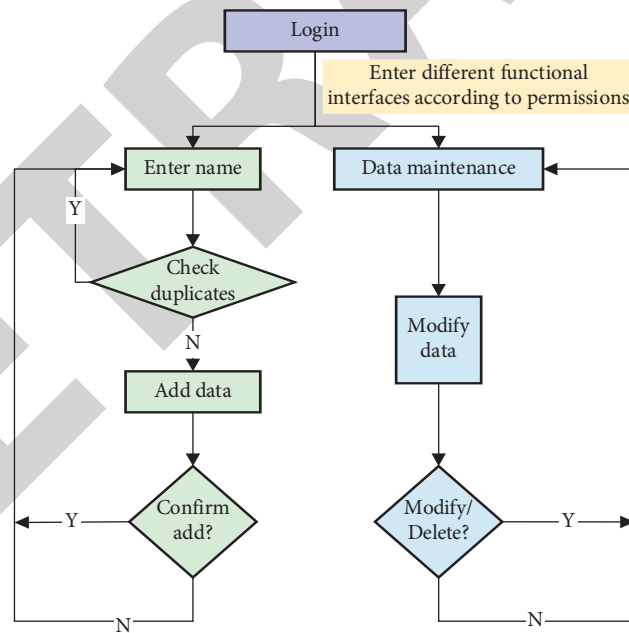 Login
Enter different functional
interfaces according to permissions
Enter name
Data maintenance
Y
Check
duplicates
N
Modify
data
Add data
Confirm
add?
Y
Modify/
Delete?
Y
N
N